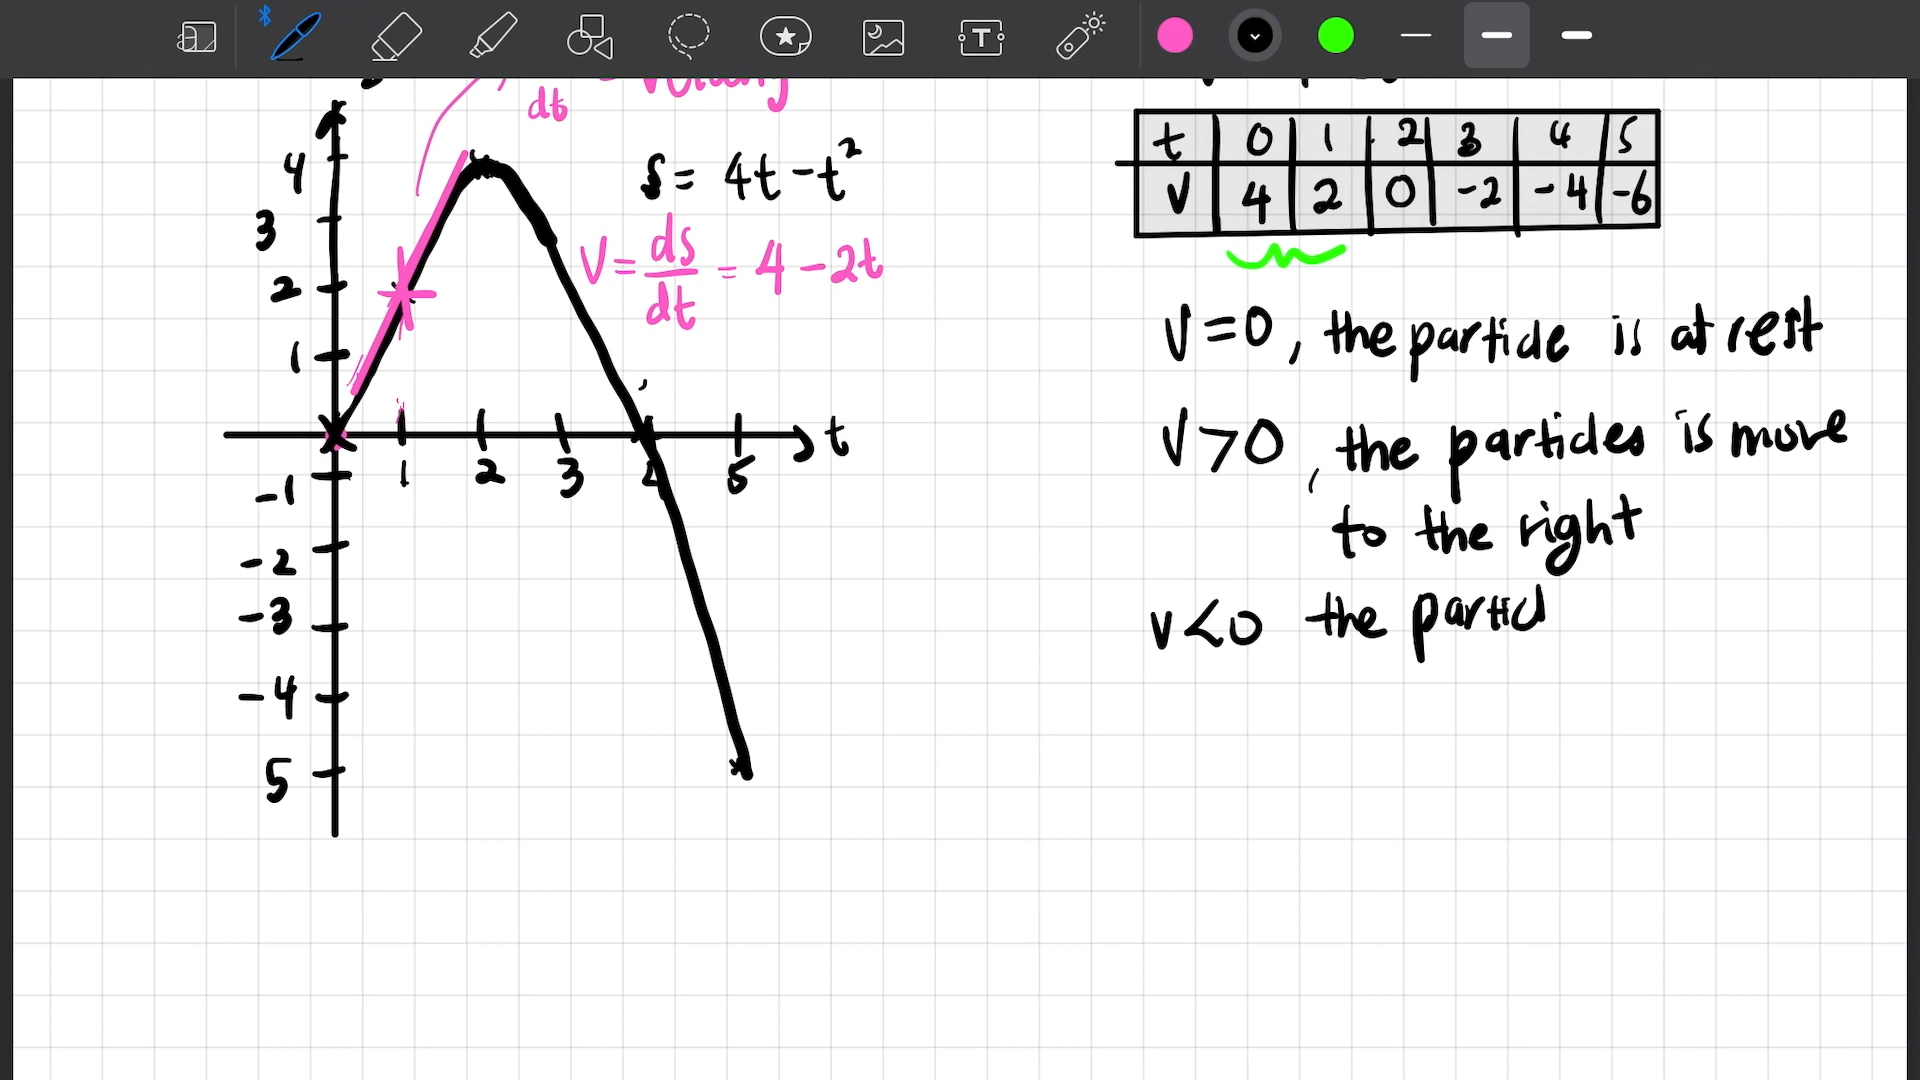 dt
4
3
2
1
-1
-2
-3
-4
5
1 2 3 4 5
t
s = 4t - t²
V = ds/dt = 4 - 2t
t 0 1 2 3 4 5
V 4 2 0 -2 -4 -6
V = 0, the particle is at rest
V > 0, the particles is move
to the right
v < 0 the particl
T